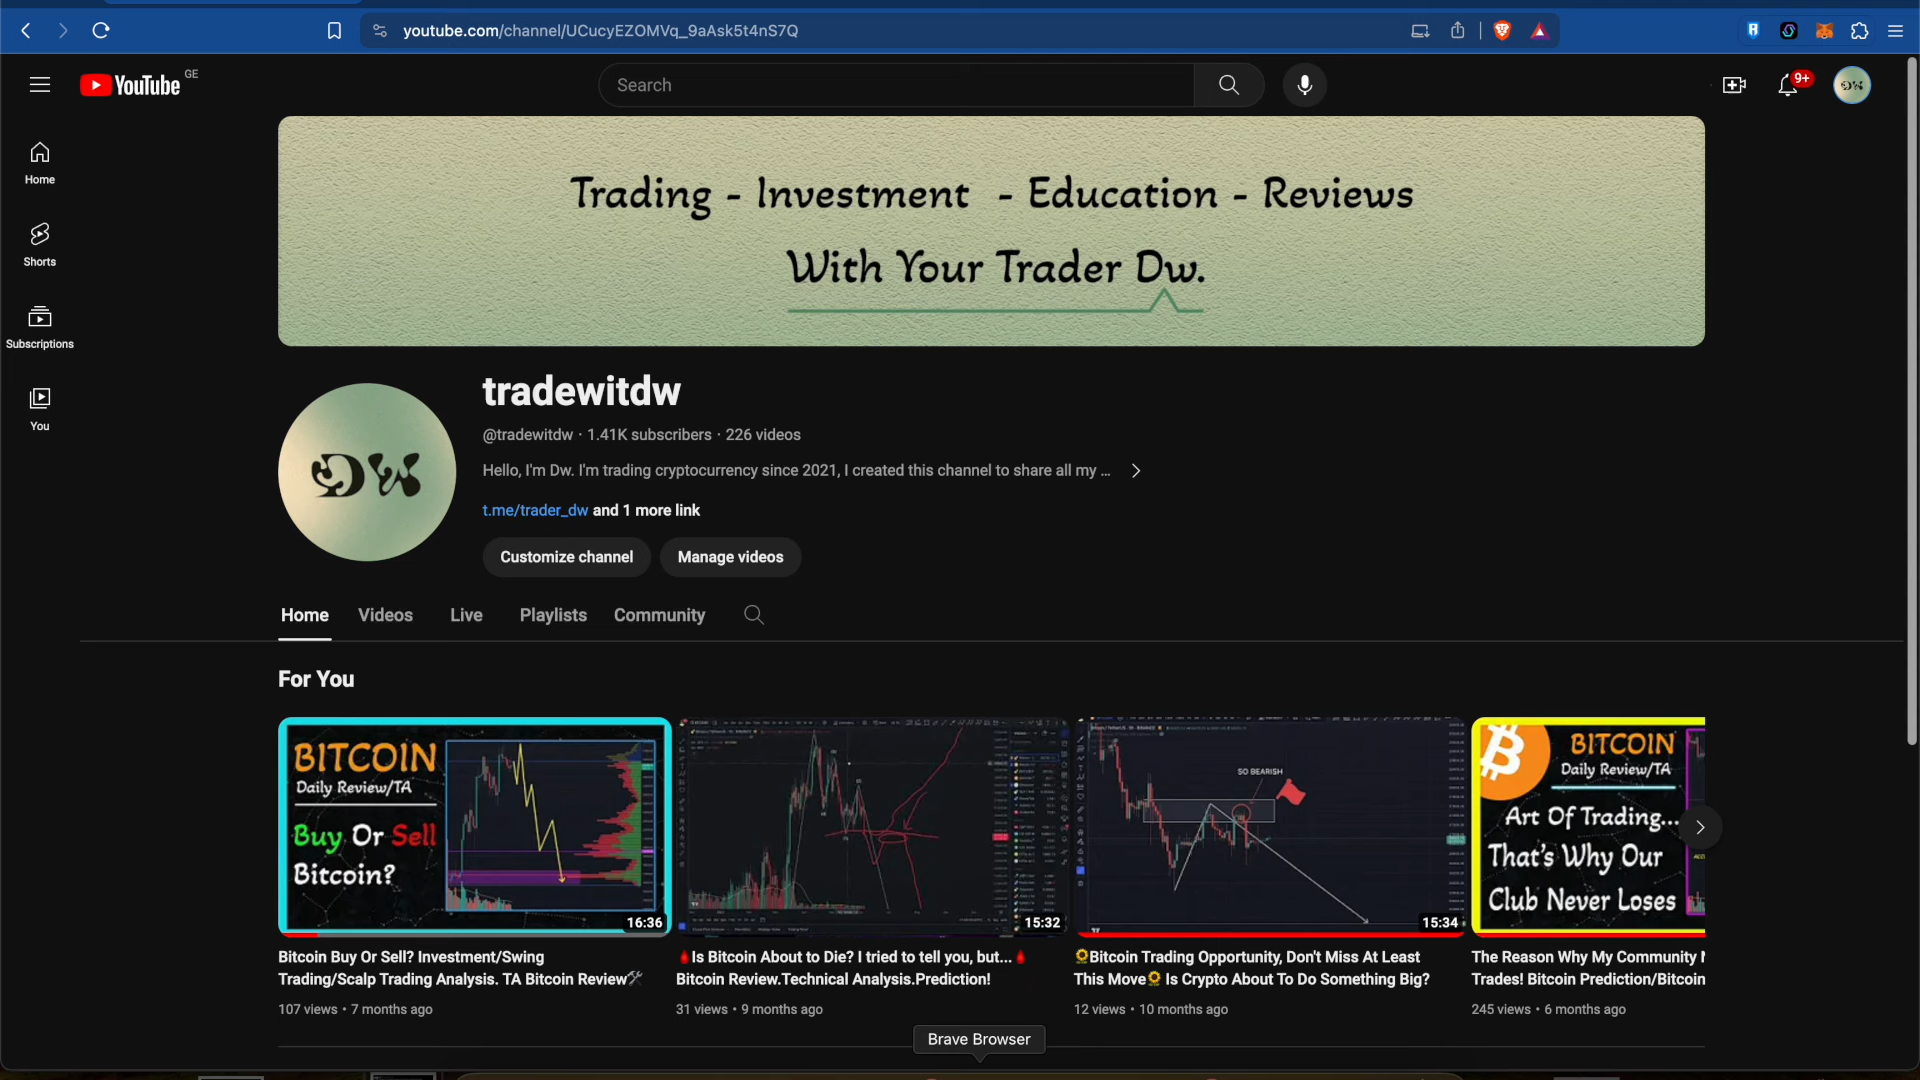 youtube.com/channel/UCucyEZOMVq_9aAsk5t4nS7Q
YouTube GE
Search
9+
DW
Home
Shorts
Subscriptions
You
Trading - Investment - Education - Reviews
With Your Trader Dw.
DW
tradewitdw
@tradewitdw · 1.41K subscribers · 226 videos
Hello, I'm Dw. I'm trading cryptocurrency since 2021, I created this channel to share all my ...
t.me/trader_dw and 1 more link
Customize channel
Manage videos
Home
Videos
Live
Playlists
Community
For You
BITCOIN
Daily Review/TA
Buy Or Sell
Bitcoin?
16:36
15:32
SO BEARISH
15:34
BITCOIN
Daily Review/TA
Art Of Trading...
That's Why Our
Club Never Loses
Bitcoin Buy Or Sell? Investment/Swing
Trading/Scalp Trading Analysis. TA Bitcoin Review🛠
107 views • 7 months ago
🩸Is Bitcoin About to Die? I tried to tell you, but...🩸
Bitcoin Review.Technical Analysis.Prediction!
31 views • 9 months ago
🌻Bitcoin Trading Opportunity, Don't Miss At Least
This Move🌻 Is Crypto About To Do Something Big?
12 views • 10 months ago
The Reason Why My Community
Trades! Bitcoin Prediction/Bitcoin
245 views • 6 months ago
Brave Browser